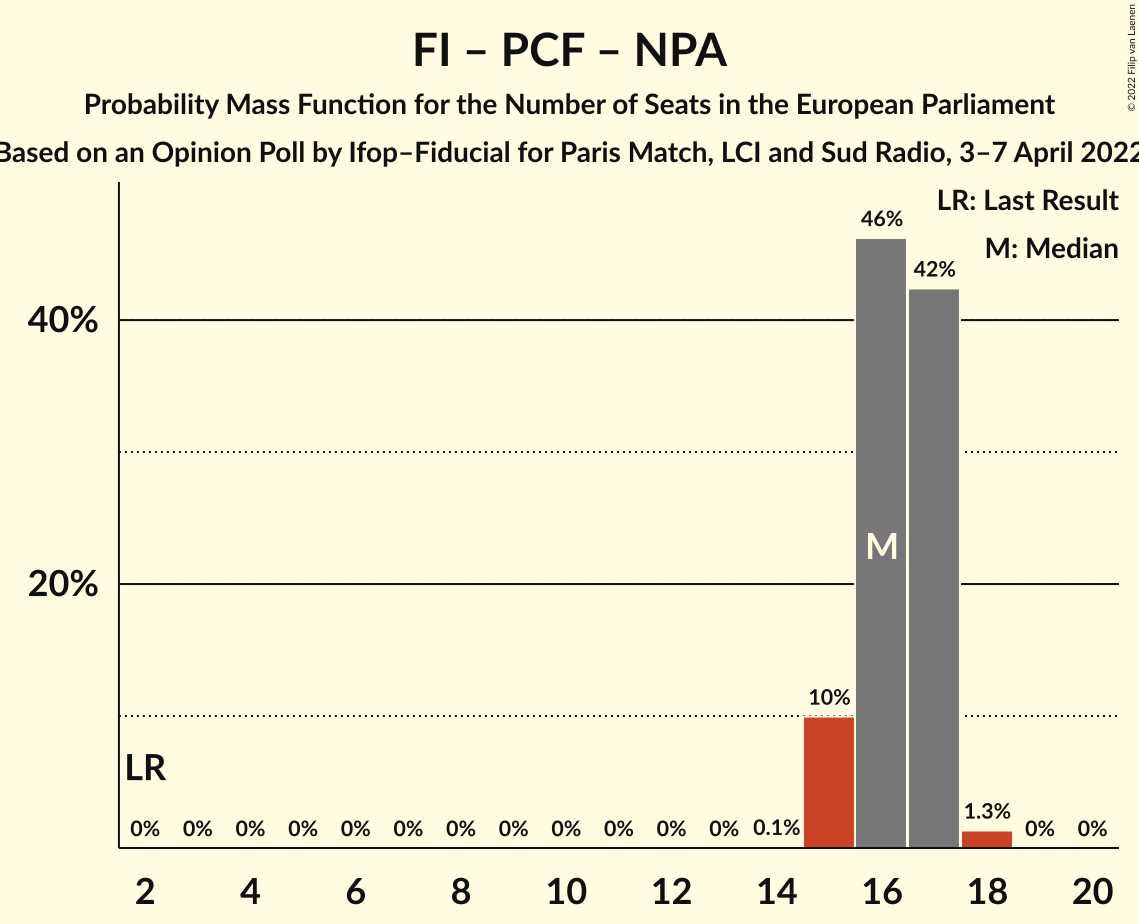 FI – PCF – NPA
Probability Mass Function for the Number of Seats in the European Parliament
Based on an Opinion Poll by Ifop–Fiducial for Paris Match, LCI and Sud Radio, 3–7 April 2022
© 2022 Filip van Laenen
LR: Last Result
M: Median
46%
42%
40%
M
20%
10%
LR
1.3%
0% 0% 0% 0% 0% 0% 0% 0% 0% 0% 0% 0% 0.1% 0% 0%
2 4 6 8 10 12 14 16 18 20